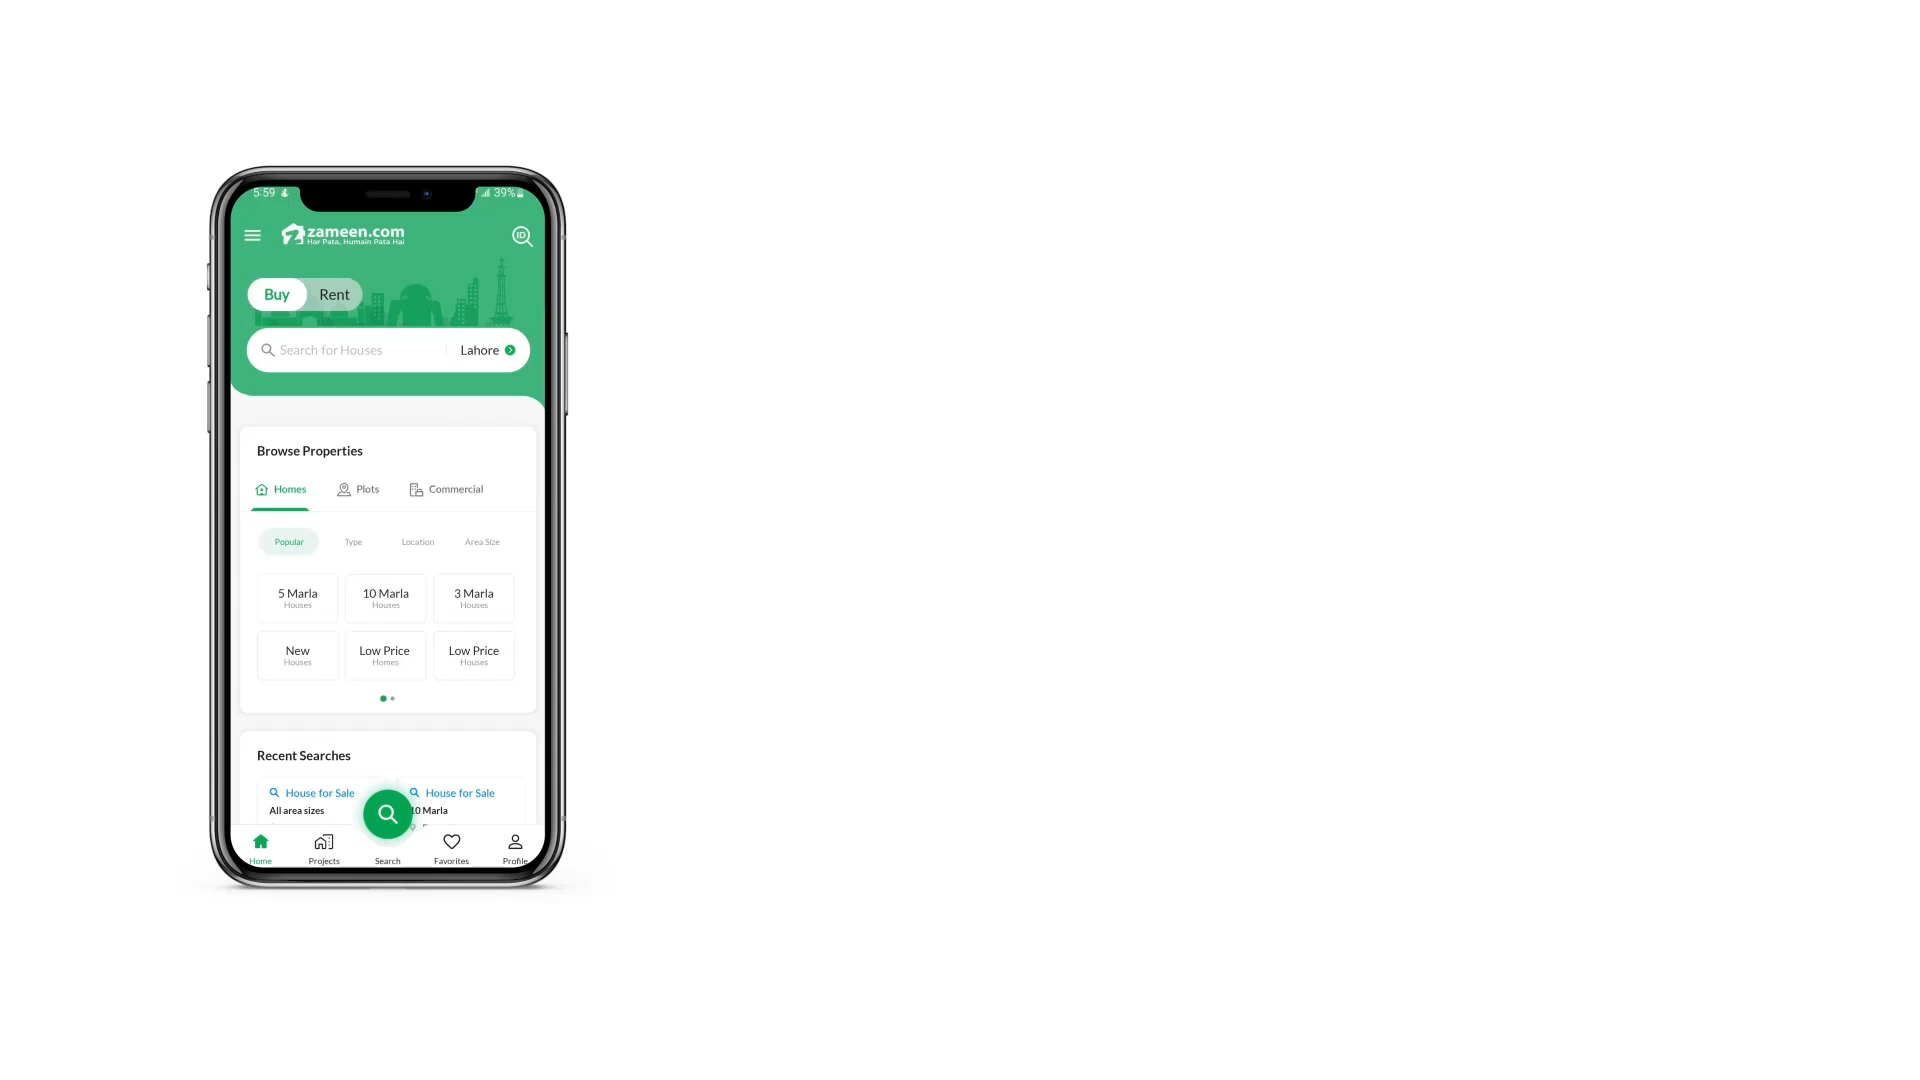 5:59 39%
zameen.com
Har Pata, Humain Pata Hai
ID
Buy Rent
Search for Houses Lahore
Browse Properties
Homes Plots Commercial
Popular Type Location Area Size
5 Marla 10 Marla 3 Marla
Houses Houses Houses
New Low Price Low Price
Houses Homes Houses
Recent Searches
House for Sale House for Sale
All area sizes 10 Marla
Home Projects Search Favorites Profile